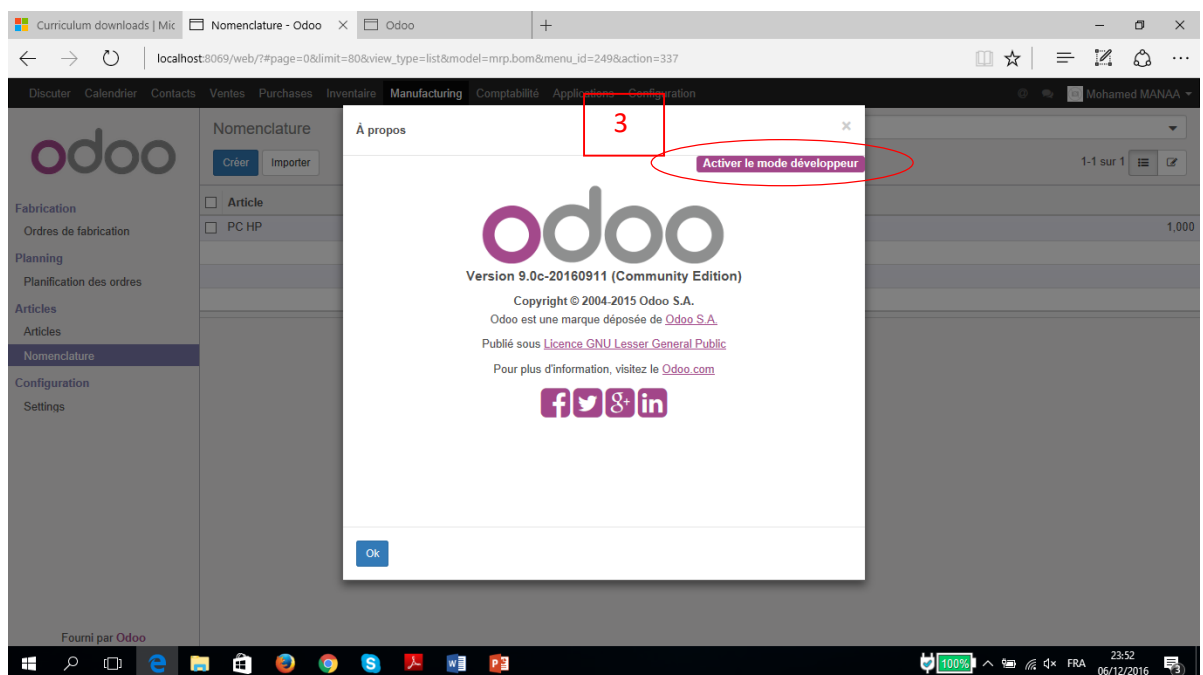 Curriculum downloads | Mic
Nomenclature - Odoo
Odoo
localhost:8069/web/?#page=0&limit=80&view_type=list&model=mrp.bom&menu_id=249&action=337
Discuter Calendrier Contacts Ventes Purchases Inventaire Manufacturing Comptabilité Applications Configuration
Mohamed MANAA
odoo
Nomenclature
Créer Importer
1-1 sur 1
Article
PC HP 1,000
Fabrication
Ordres de fabrication
Planning
Planification des ordres
Articles
Articles
Nomenclature
Configuration
Settings
Fourni par Odoo
À propos
3
×
Activer le mode développeur
odoo
Version 9.0c-20160911 (Community Edition)
Copyright © 2004-2015 Odoo S.A.
Odoo est une marque déposée de Odoo S.A.
Publié sous Licence GNU Lesser General Public
Pour plus d'information, visitez le Odoo.com
Ok
100%
FRA
23:52
06/12/2016
3